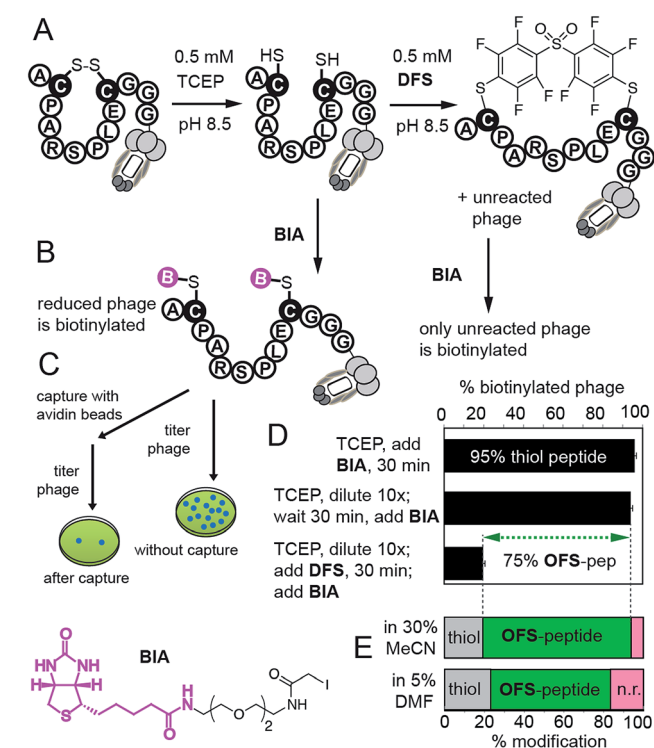 A
S-S
A C P A R S P L E C G G G
0.5 mM
TCEP
pH 8.5
HS
SH
A C P A R S P L E C G G G
0.5 mM
DFS
pH 8.5
F F O O F F
S
F F F F
S S
A C P A R S P L E C G G G
+ unreacted
phage
BIA
only unreacted phage
is biotinylated
BIA
B
reduced phage
is biotinylated
B S B S
A C P A R S P L E C G G G
C
capture with
avidin beads
titer
phage
titer
phage
after capture
without capture
D
% biotinylated phage
0 20 40 60 80 100
TCEP, add
BIA, 30 min
95% thiol peptide
TCEP, dilute 10x;
wait 30 min, add BIA
TCEP, dilute 10x;
add DFS, 30 min;
add BIA
75% OFS-pep
E
in 30%
MeCN
thiol OFS-peptide
in 5%
DMF
thiol OFS-peptide n.r.
0 20 40 60 80 100
% modification
BIA
O
HN NH
H H
S
O
H
N
O
2
NH
O
I